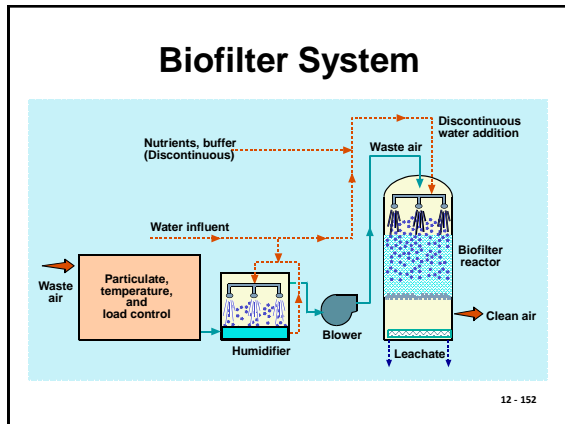 Biofilter System
Discontinuous
water addition
Nutrients, buffer
(Discontinuous)
Waste air
Water influent
Biofilter
reactor
Waste
air
Particulate,
temperature,
and
load control
Clean air
Blower
Humidifier
Leachate
12 - 152